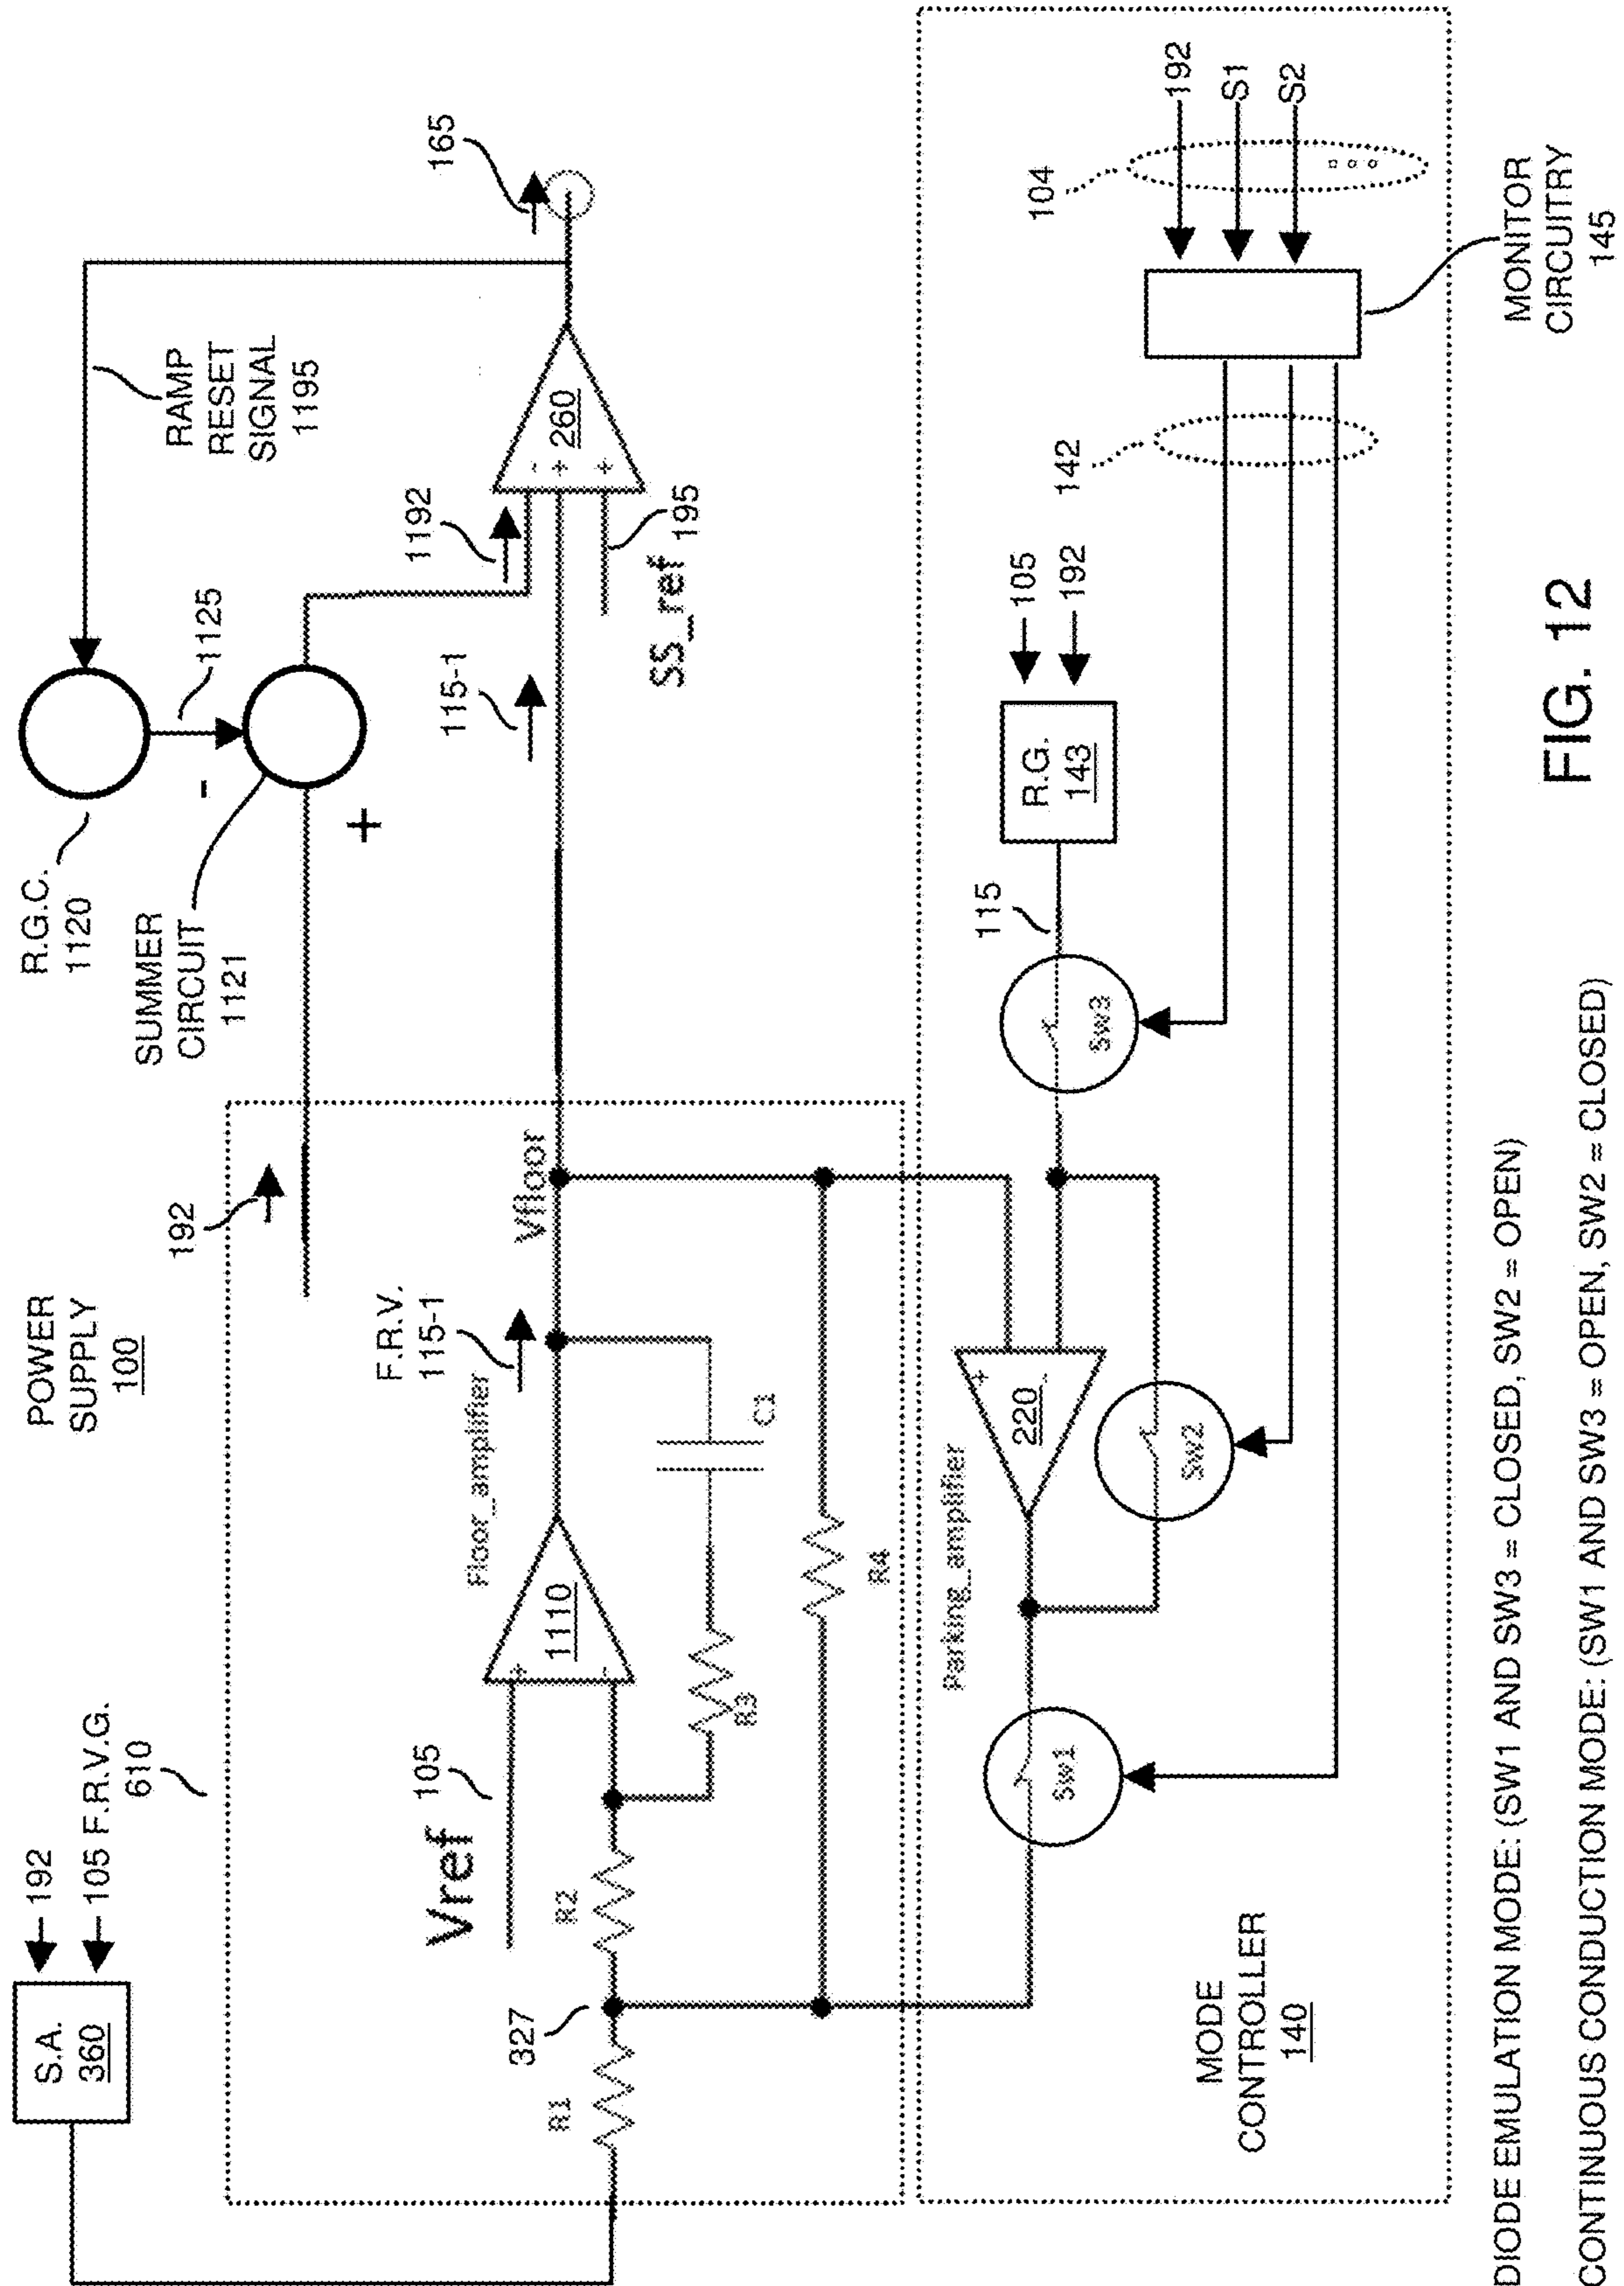 POWER
SUPPLY
100
S.A.
360
192
105 F.R.V.G.
610
192
R.G.C.
1120
1125
RAMP
RESET
SIGNAL
1195
SUMMER
CIRCUIT
1121
-
+
1192
165
Vref 105
Floor_amplifier
F.R.V.
115-1
Vfloor
115-1
+
-
1110
-
+
+
260
SS_ref
195
327
R1
R2
R3
C1
R4
Parking_amplifier
+
-
220
SW1
SW2
SW3
115
R.G.
143
105
192
142
104
192
S1
S2
MONITOR
CIRCUITRY
145
MODE
CONTROLLER
140
DIODE EMULATION MODE: (SW1 AND SW3 = CLOSED, SW2 = OPEN)
CONTINUOUS CONDUCTION MODE: (SW1 AND SW3 = OPEN, SW2 = CLOSED)
FIG. 12